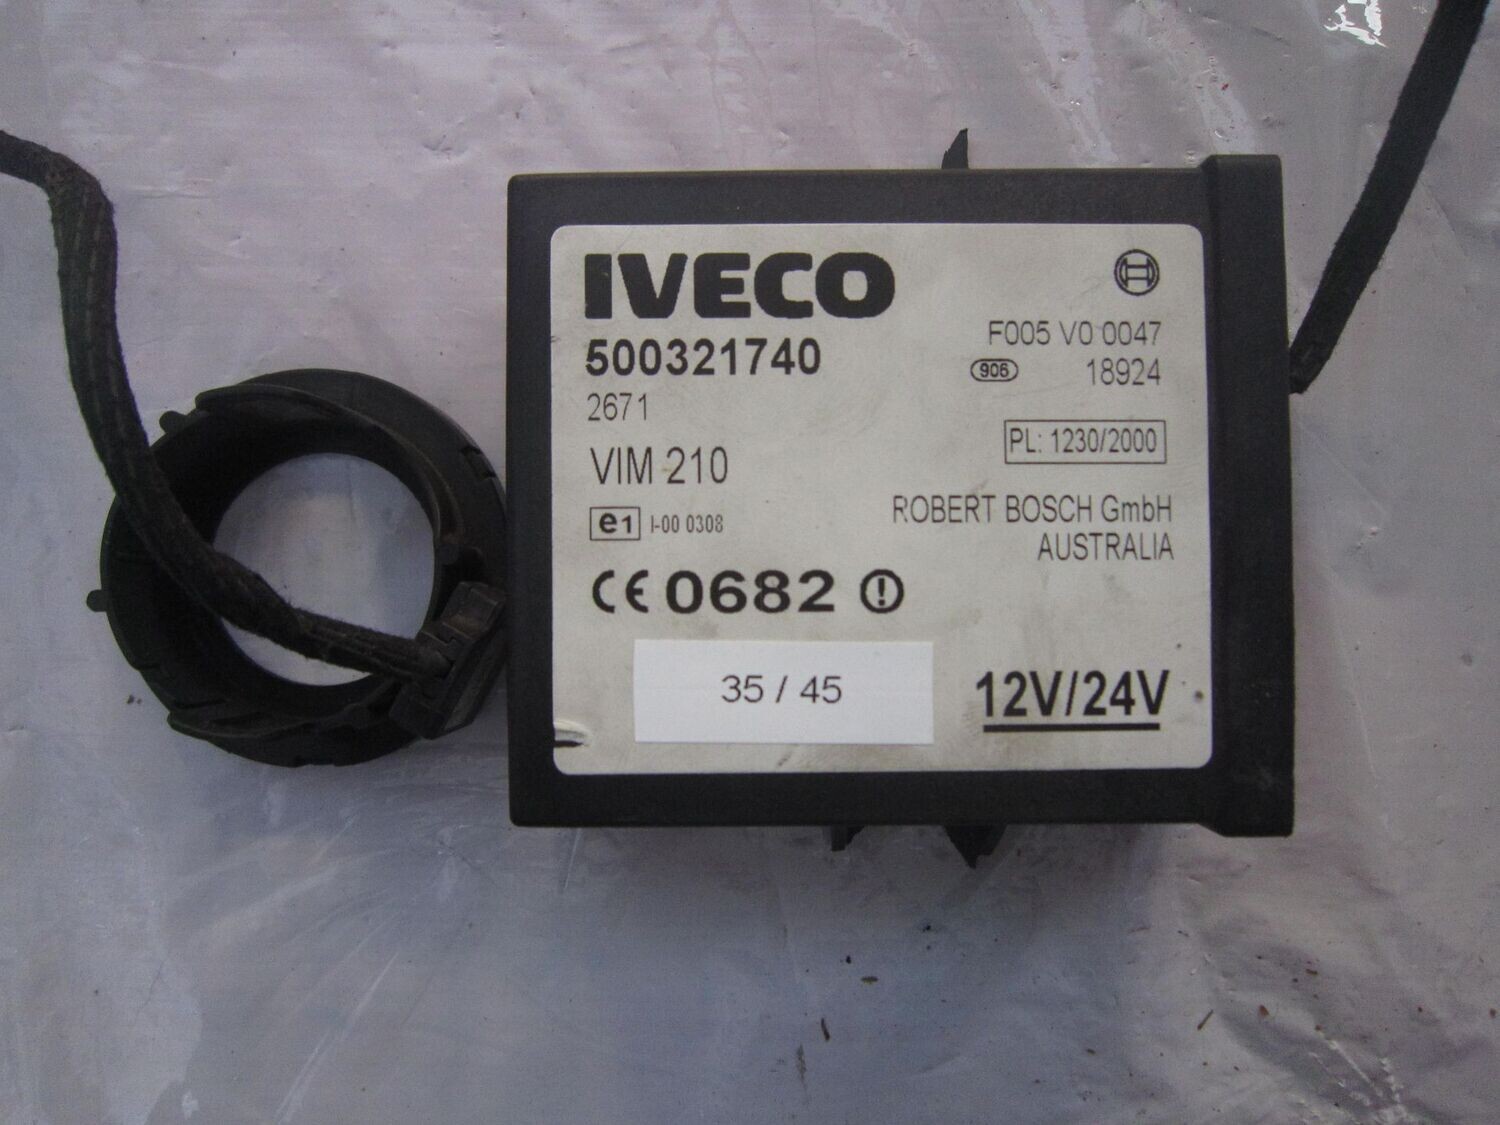 IVECO
500321740
2671
VIM 210
e1 I-00 0308
CE 0682
F005 V0 0047
906 18924
PL: 1230/2000
ROBERT BOSCH GmbH
AUSTRALIA
35 / 45
12V/24V